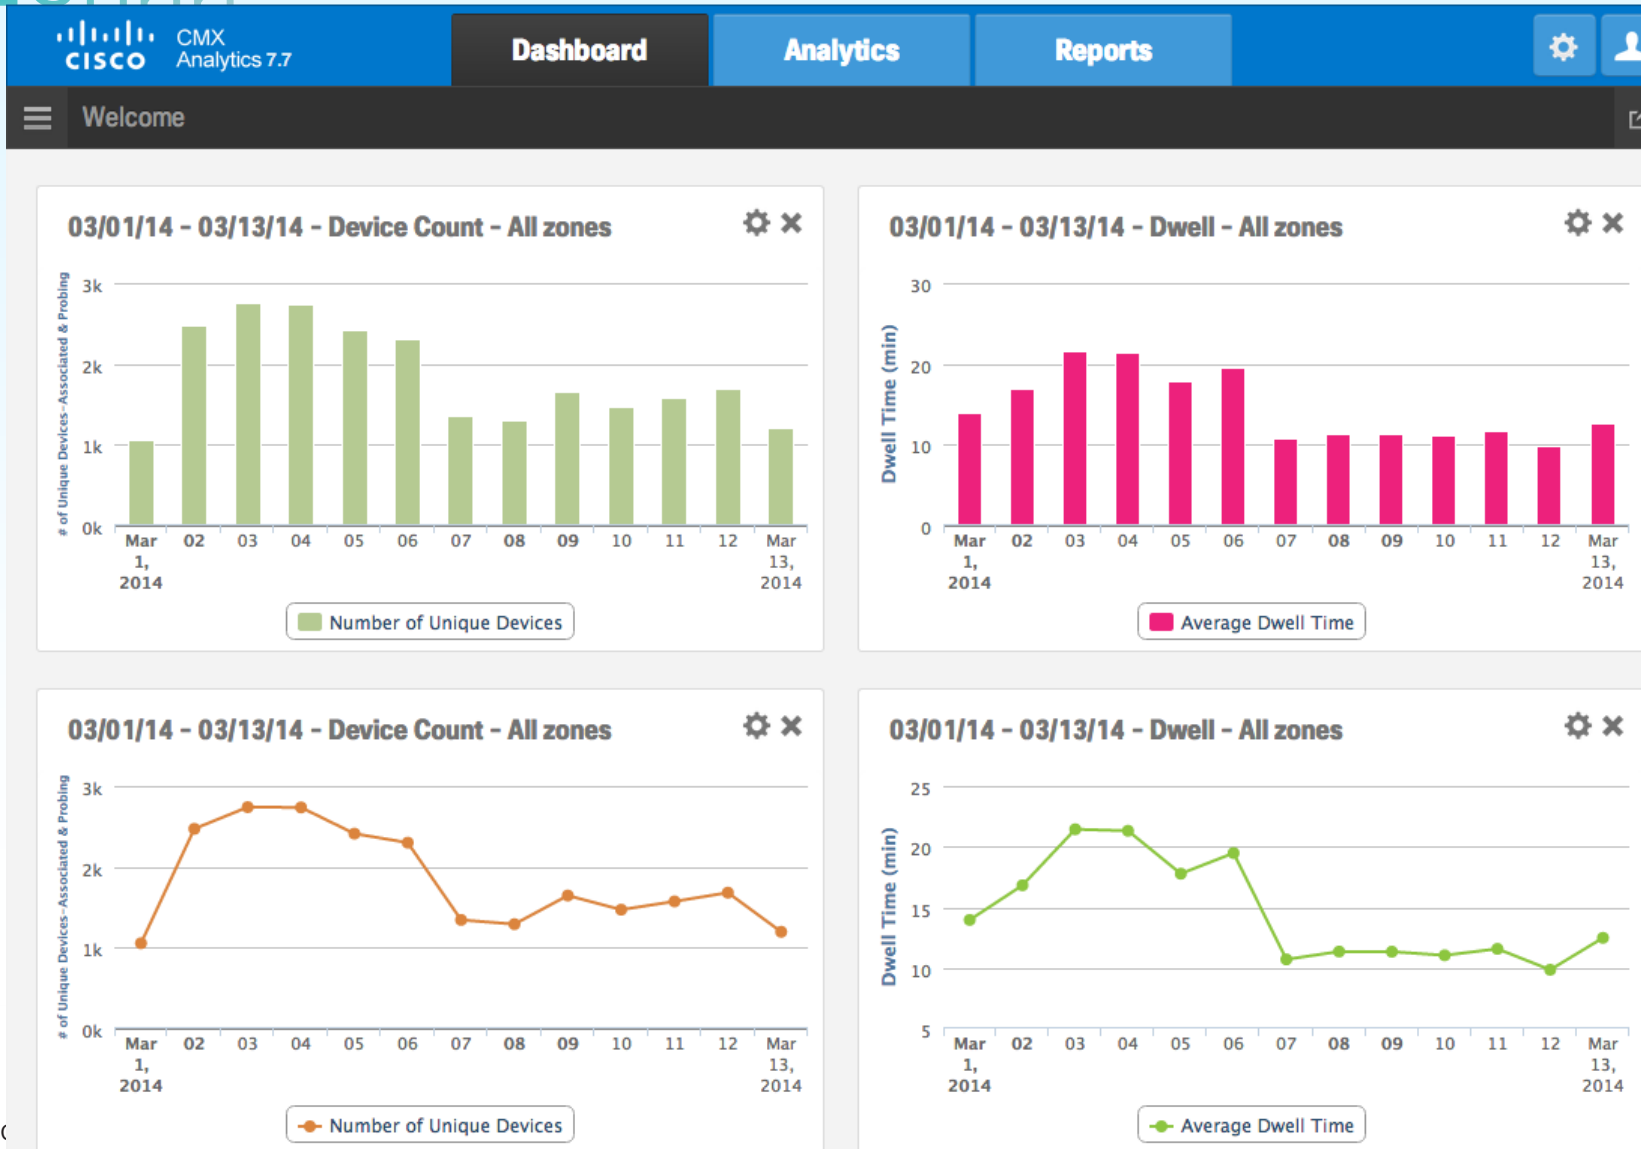 CISCO
CMX
Analytics 7.7
Dashboard
Analytics
Reports
Welcome
03/01/14 - 03/13/14 - Device Count - All zones
# of Unique Devices-Associated & Probing
3k
2k
1k
0k
Mar 1, 2014 02 03 04 05 06 07 08 09 10 11 12 Mar 13, 2014
Number of Unique Devices
03/01/14 - 03/13/14 - Dwell - All zones
Dwell Time (min)
30
20
10
0
Mar 1, 2014 02 03 04 05 06 07 08 09 10 11 12 Mar 13, 2014
Average Dwell Time
03/01/14 - 03/13/14 - Device Count - All zones
# of Unique Devices-Associated & Probing
3k
2k
1k
0k
Mar 1, 2014 02 03 04 05 06 07 08 09 10 11 12 Mar 13, 2014
Number of Unique Devices
03/01/14 - 03/13/14 - Dwell - All zones
Dwell Time (min)
25
20
15
10
5
Mar 1, 2014 02 03 04 05 06 07 08 09 10 11 12 Mar 13, 2014
Average Dwell Time